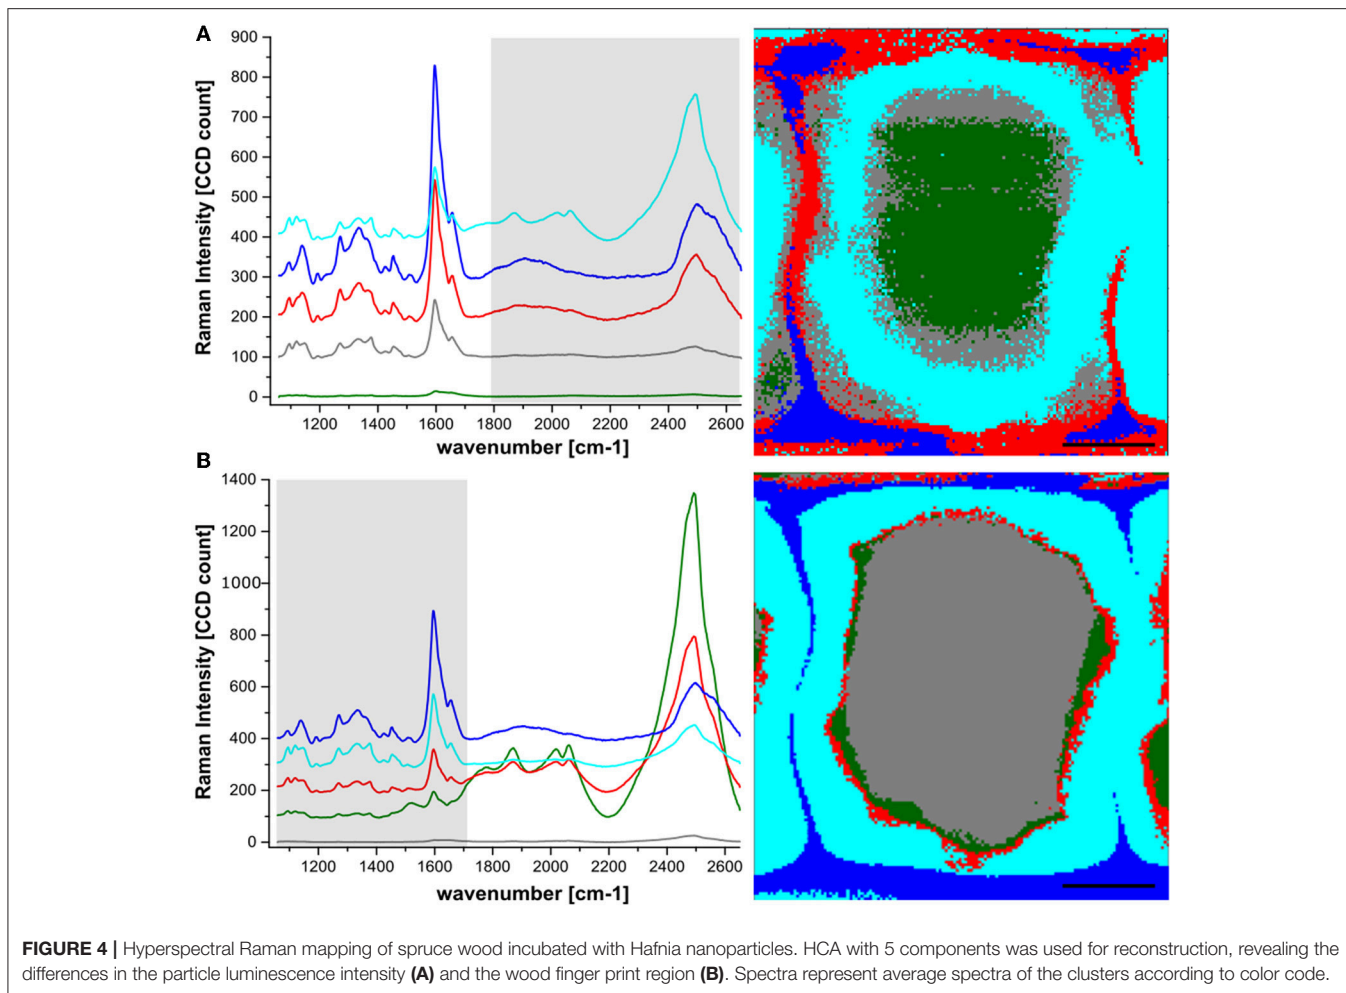 A
900
800
700
600
500
400
300
200
100
0
Raman Intensity [CCD count]
1200 1400 1600 1800 2000 2200 2400 2600
wavenumber [cm-1]
B
1400
1200
1000
800
600
400
200
0
Raman Intensity [CCD count]
1200 1400 1600 1800 2000 2200 2400 2600
wavenumber [cm-1]
FIGURE 4 | Hyperspectral Raman mapping of spruce wood incubated with Hafnia nanoparticles. HCA with 5 components was used for reconstruction, revealing the
differences in the particle luminescence intensity (A) and the wood finger print region (B). Spectra represent average spectra of the clusters according to color code.